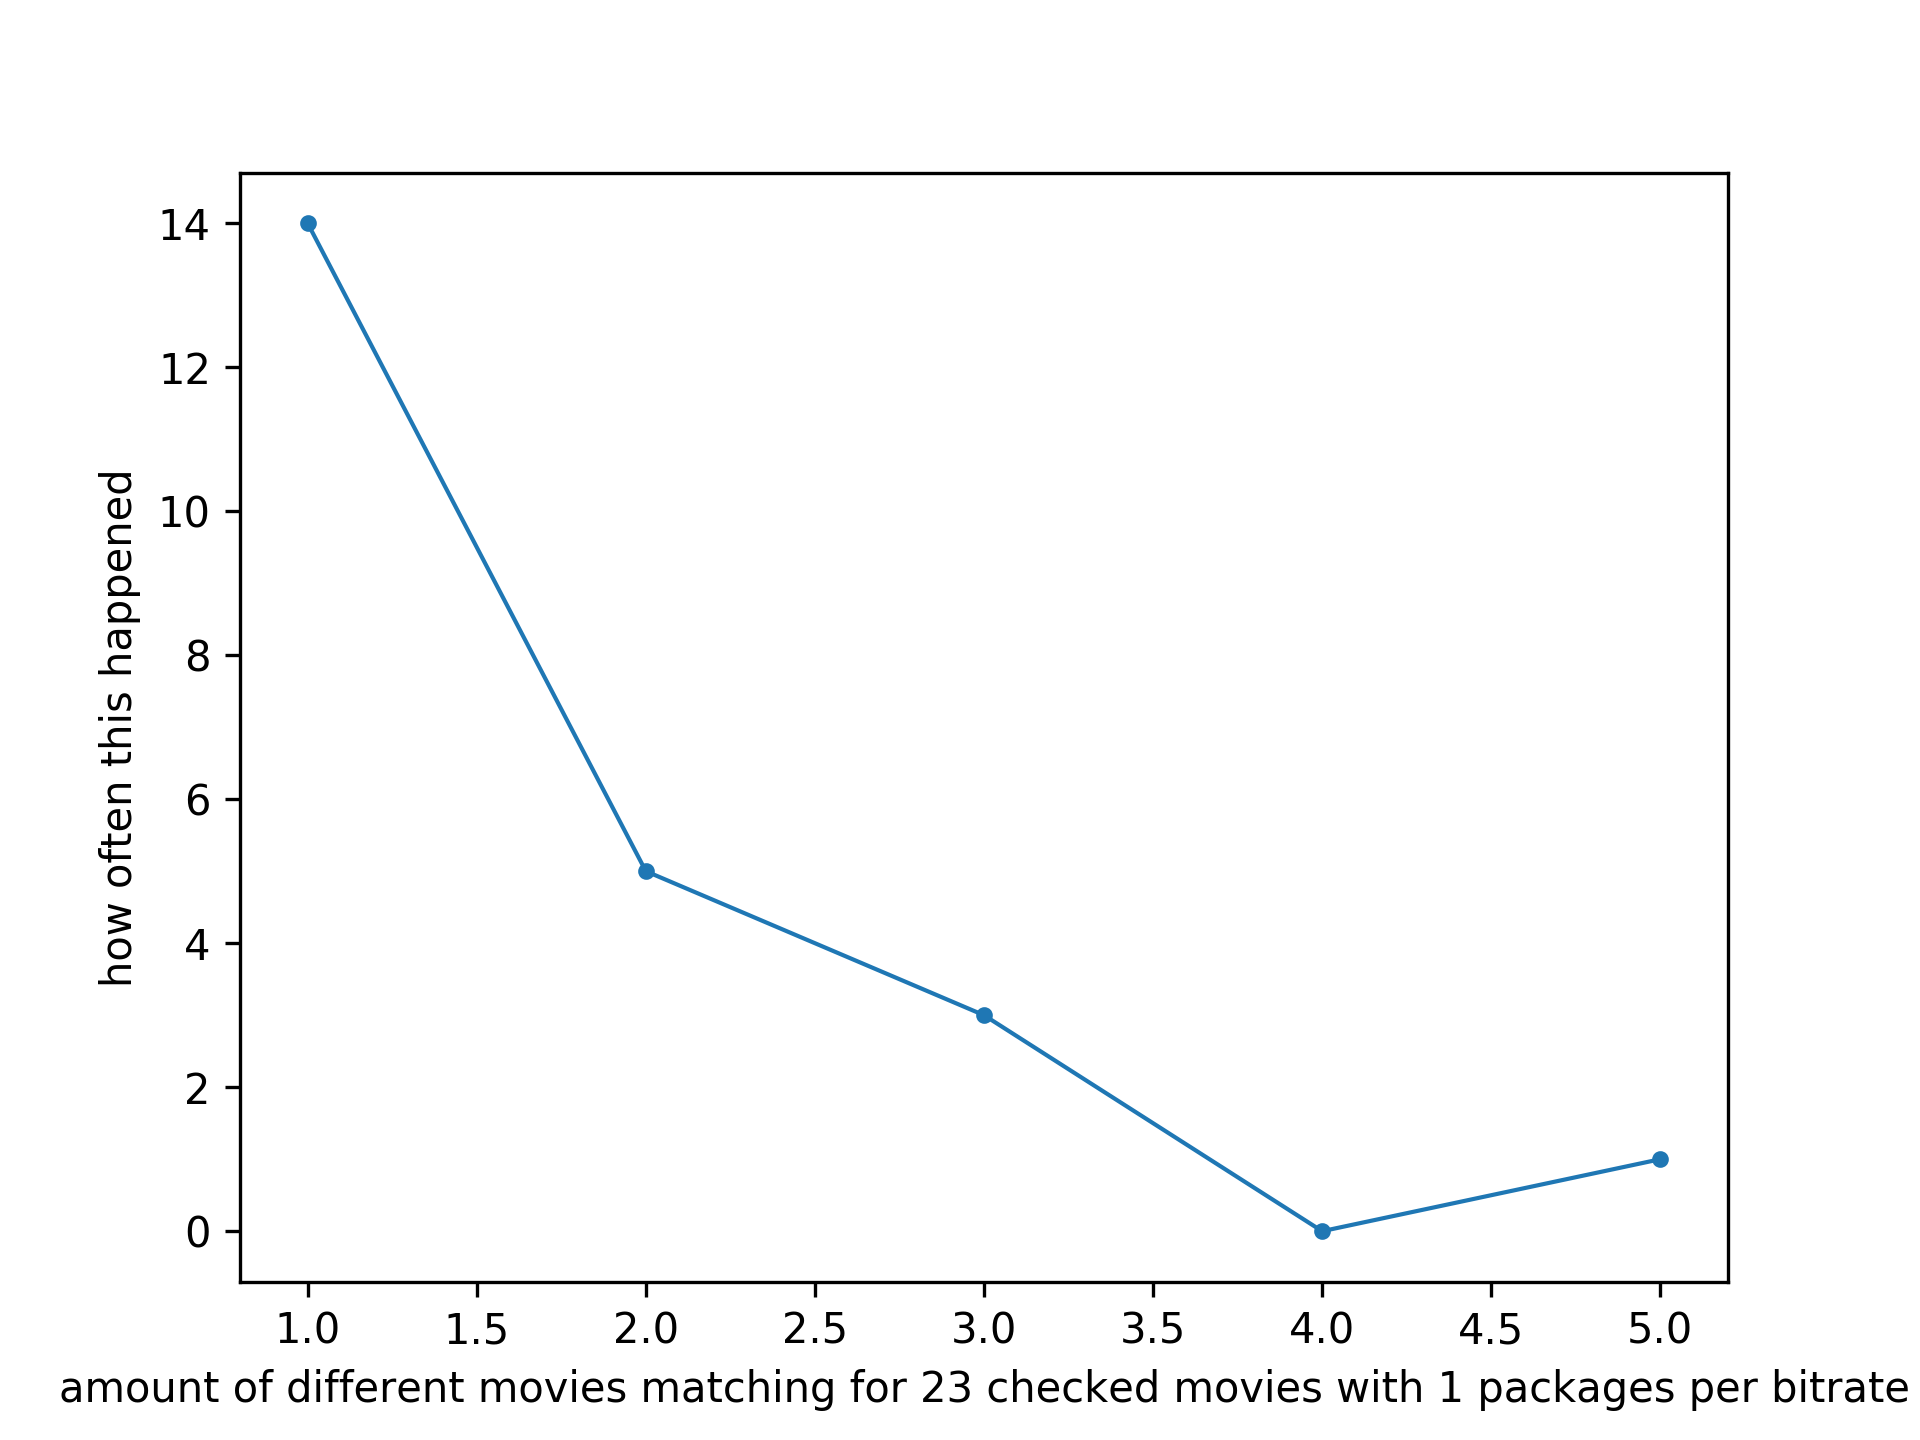 14
12
10
8
6
4
2
0
how often this happened
1.0 1.5 2.0 2.5 3.0 3.5 4.0 4.5 5.0
amount of different movies matching for 23 checked movies with 1 packages per bitrate